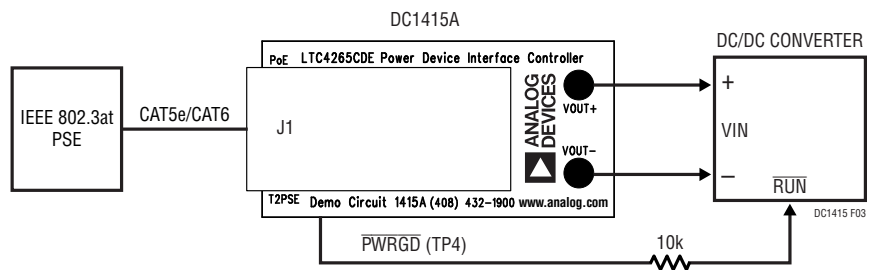 DC1415A
PoE LTC4265CDE Power Device Interface Controller
DC/DC CONVERTER
IEEE 802.3at
PSE
CAT5e/CAT6
J1
ANALOG
DEVICES
VOUT+
VOUT-
+
VIN
–
RUN
T2PSE Demo Circuit 1415A (408) 432-1900 www.analog.com
DC1415 F03
PWRGD (TP4)
10k